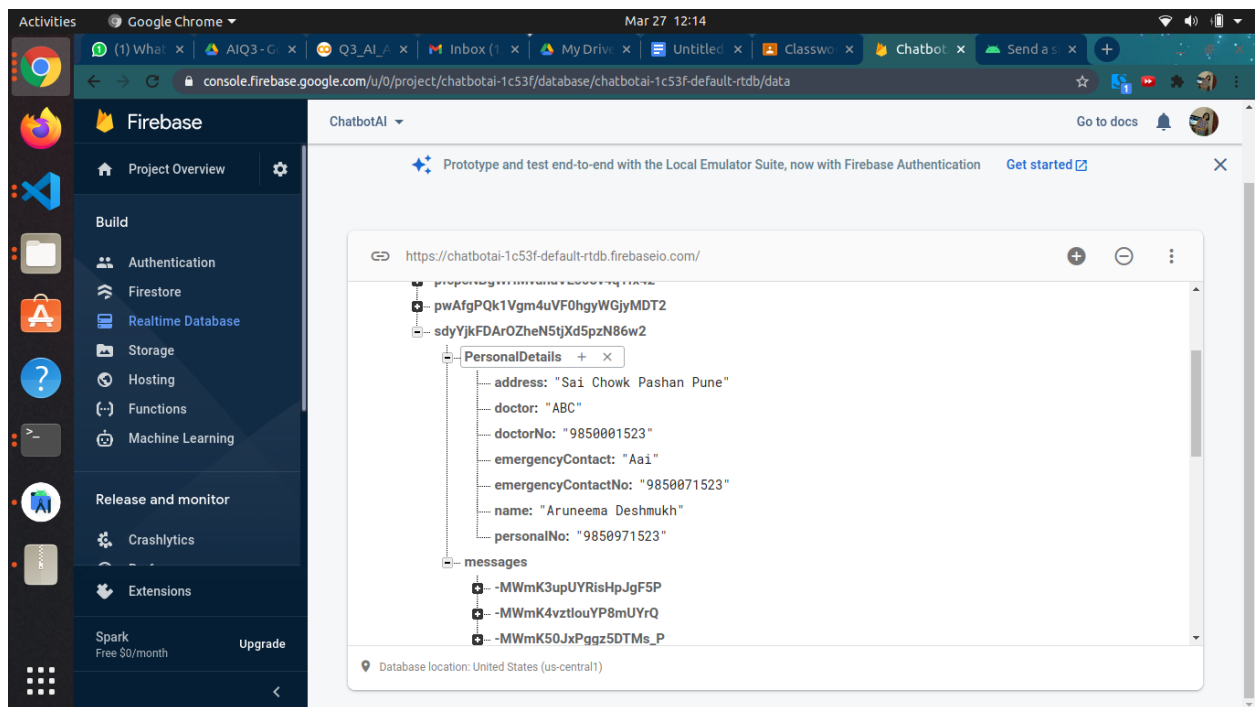 Activities Google Chrome Mar 27 12:14
(1) What AIQ3 - G Q3_AI_A Inbox (1 My Drive Untitled Classwo Chatbot Send a s
console.firebase.google.com/u/0/project/chatbotai-1c53f/database/chatbotai-1c53f-default-rtdb/data
Firebase
ChatbotAI
Go to docs
Project Overview
Prototype and test end-to-end with the Local Emulator Suite, now with Firebase Authentication Get started
Build
Authentication
Firestore
Realtime Database
Storage
Hosting
Functions
Machine Learning
Release and monitor
Crashlytics
Extensions
Spark
Free $0/month
Upgrade
https://chatbotai-1c53f-default-rtdb.firebaseio.com/
pwAfgPQk1Vgm4uVF0hgyWGjyMDT2
sdyYjkFDArOZheN5tjXd5pzN86w2
PersonalDetails
address: "Sai Chowk Pashan Pune"
doctor: "ABC"
doctorNo: "9850001523"
emergencyContact: "Aai"
emergencyContactNo: "9850071523"
name: "Aruneema Deshmukh"
personalNo: "9850971523"
messages
-MWmK3upUYRisHpJgF5P
-MWmK4vztlouYP8mUYrQ
-MWmK50JxPggz5DTMs_P
Database location: United States (us-central1)